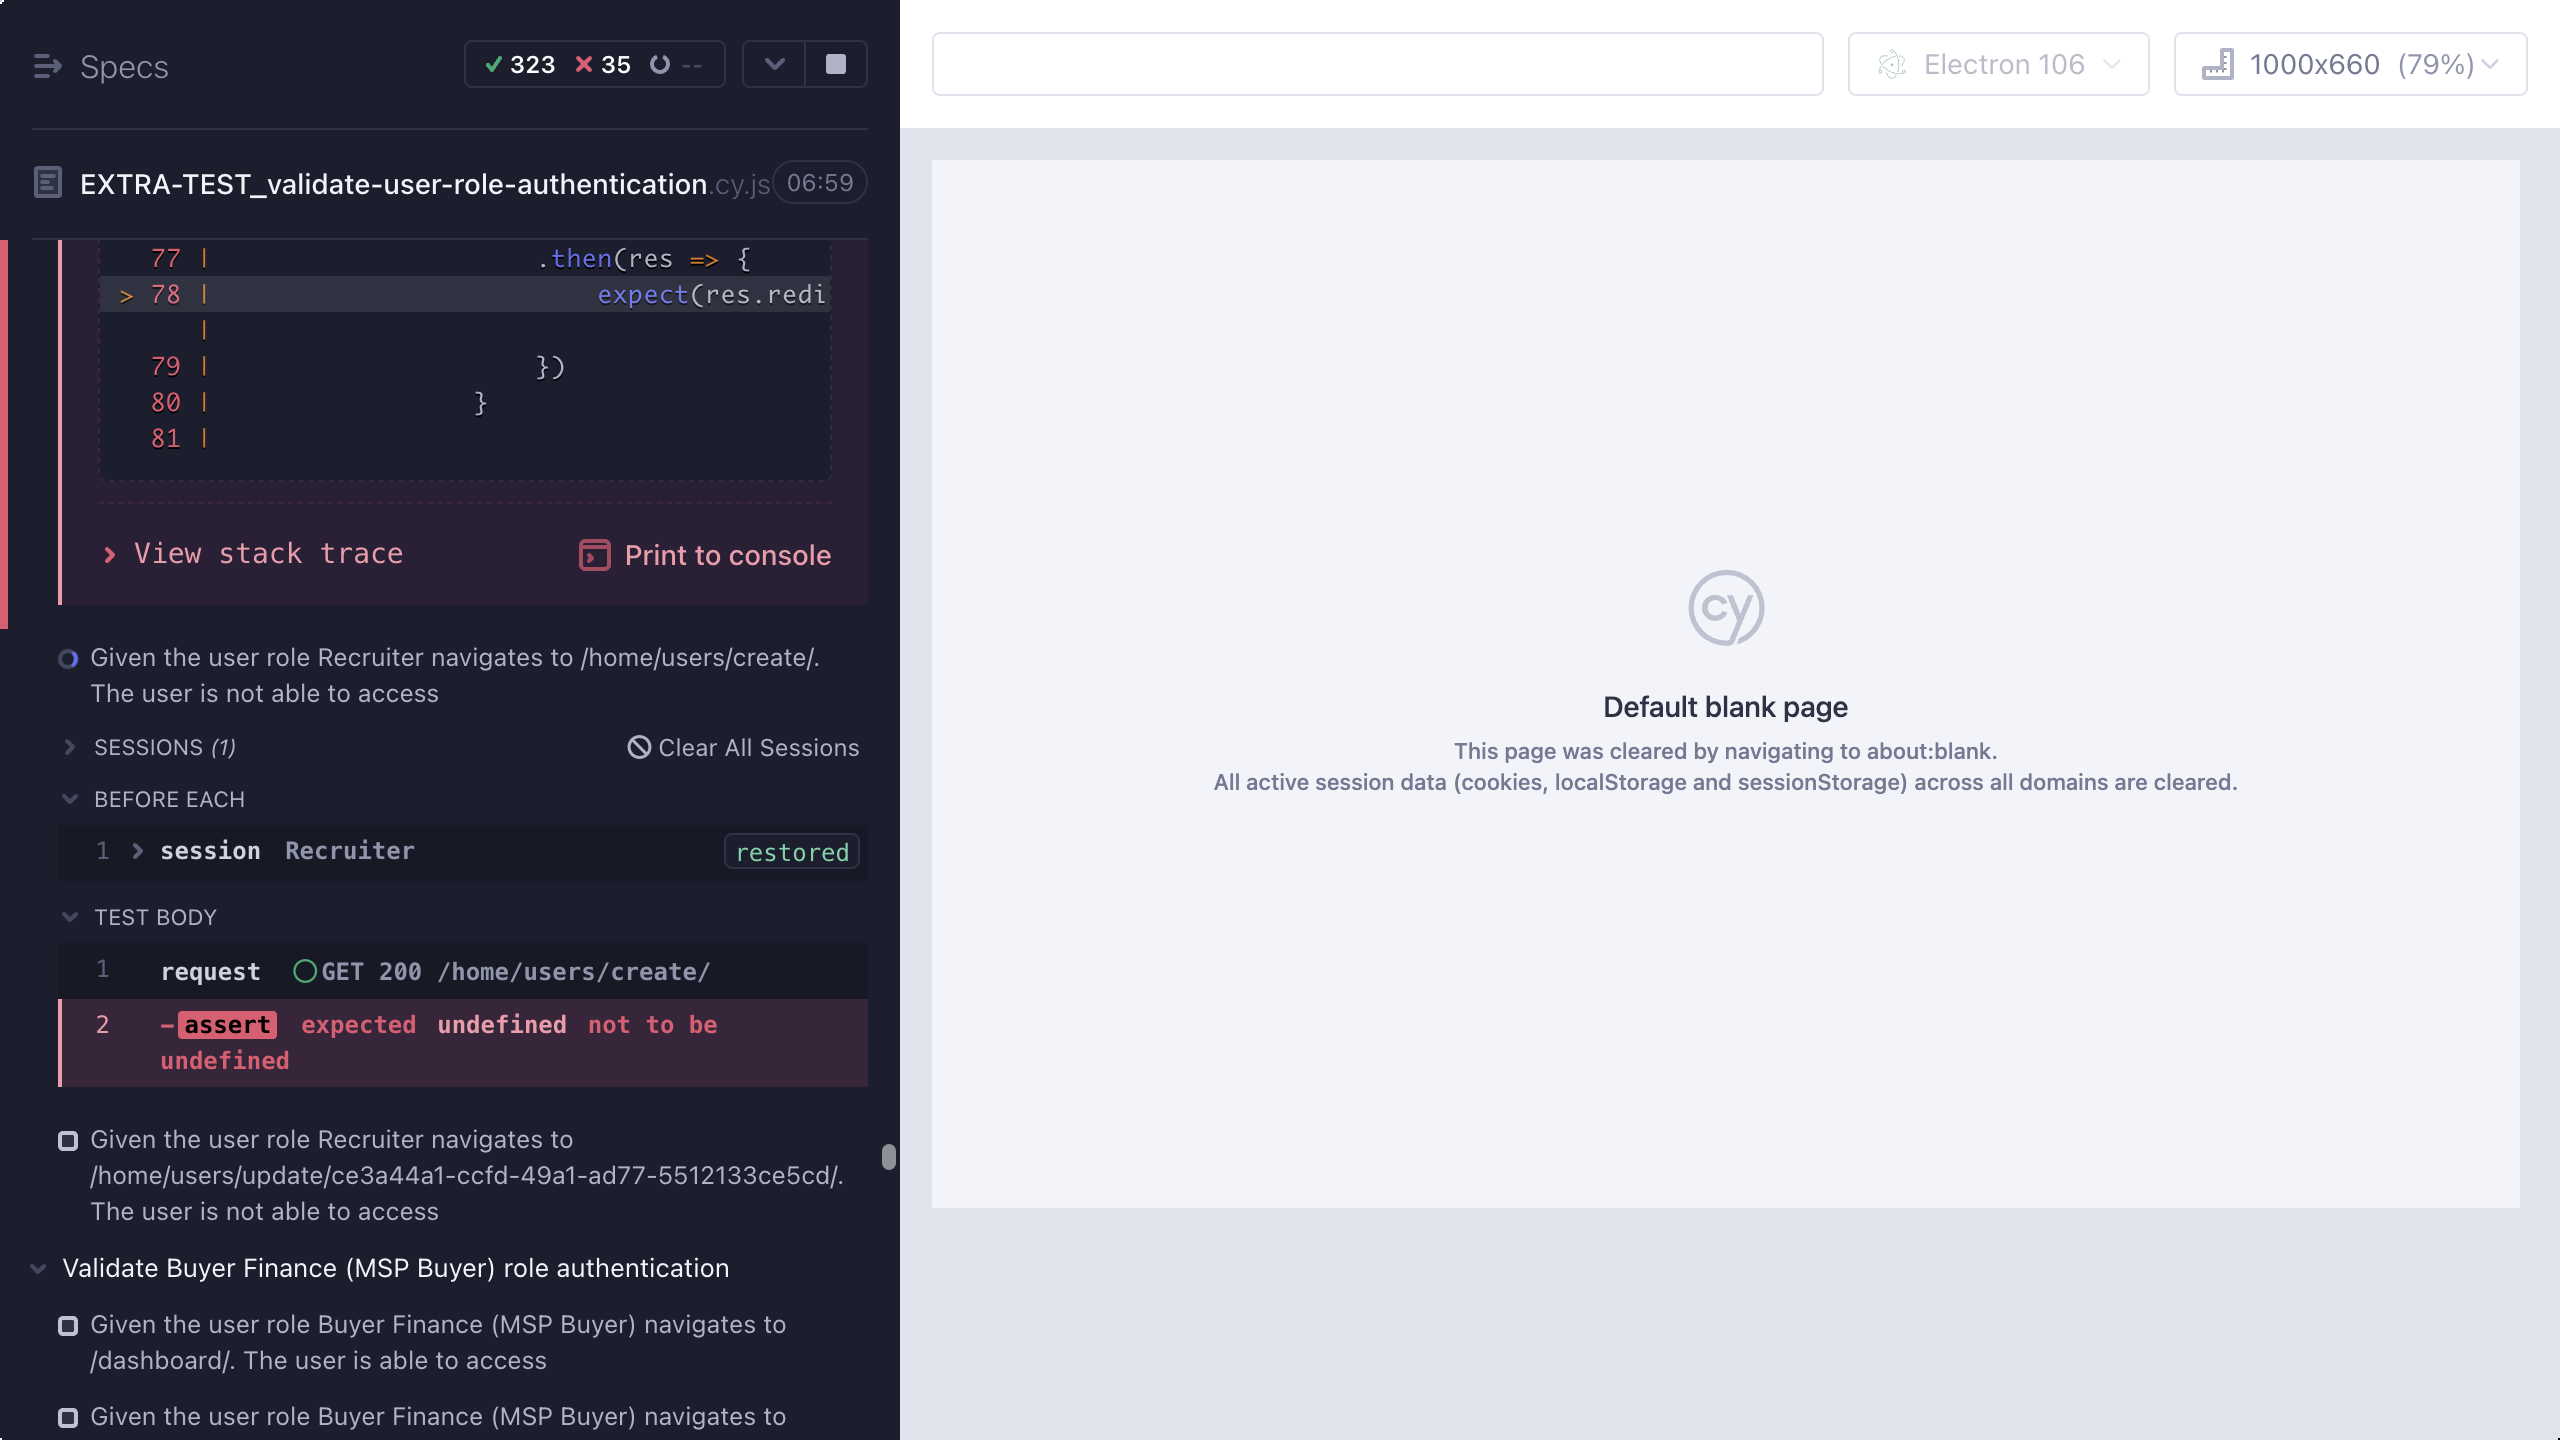 Specs
323 35 --
EXTRA-TEST_validate-user-role-authentication.cy.js 06:59
77 | .then(res => {
> 78 | expect(res.redi
|
79 | })
80 | }
81 |
View stack trace
Print to console
Given the user role Recruiter navigates to /home/users/create/.
The user is not able to access
SESSIONS (1)
Clear All Sessions
BEFORE EACH
1 session Recruiter restored
TEST BODY
1 request GET 200 /home/users/create/
2 -assert expected undefined not to be
undefined
Given the user role Recruiter navigates to
/home/users/update/ce3a44a1-ccfd-49a1-ad77-5512133ce5cd/.
The user is not able to access
Validate Buyer Finance (MSP Buyer) role authentication
Given the user role Buyer Finance (MSP Buyer) navigates to
/dashboard/. The user is able to access
Given the user role Buyer Finance (MSP Buyer) navigates to
Electron 106
1000x660 (79%)
cy
Default blank page
This page was cleared by navigating to about:blank.
All active session data (cookies, localStorage and sessionStorage) across all domains are cleared.